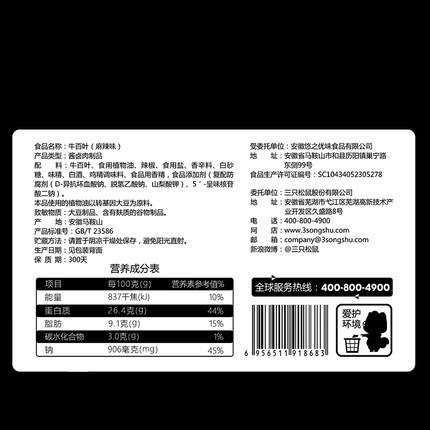 食品名称：牛百叶（麻辣味）
产品类型：酱卤肉制品
配　　料：牛百叶、食用植物油、辣椒、食用盐、香辛料、白砂
糖、味精、白酒、鸡精调味料、食用香精、食品添加剂（复配防
腐剂（D-异抗坏血酸钠、脱氢乙酸钠、山梨酸钾）、5＇-呈味核苷
酸二钠）。
本产品使用的植物油以转基因大豆为原料。
致敏物质：大豆制品、含有麸质的谷物制品。
产　　地：安徽马鞍山
产品标准号：GB/T 23586
贮藏方法：请置于阴凉干燥处保存，避免阳光直射。
生产日期：见包装背面
保 质 期：300天
营养成分表
项目 每100克(g) 营养素参考值%
能量 837千焦(kJ) 10%
蛋白质 26.4克(g) 44%
脂肪 9.1克(g) 15%
碳水化合物 3.0克(g) 1%
钠 906毫克(mg) 45%
受委托单位：安徽悠之优味食品有限公司
地　　址：安徽省马鞍山市和县历阳镇巢宁路
东侧99号
食品生产许可证编号：SC10434052305278
委托单位：三只松鼠股份有限公司
地　　址：安徽省芜湖市弋江区芜湖高新技术产
业开发区久盛路8号
电　　话：400-800-4900
网　　店：www.3songshu.com
邮　　箱：company@3songshu.com
新浪微博：@三只松鼠
全球服务热线：400-800-4900
6 956511 918683
爱护
环境